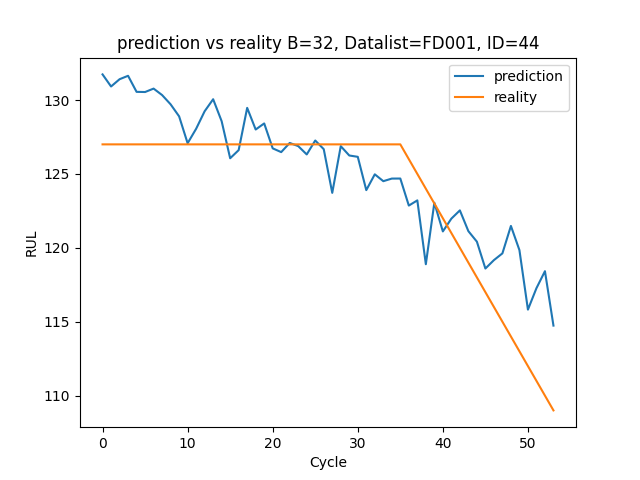 prediction vs reality B=32, Datalist=FD001, ID=44
prediction
reality
RUL
130
125
120
115
110
0 10 20 30 40 50
Cycle